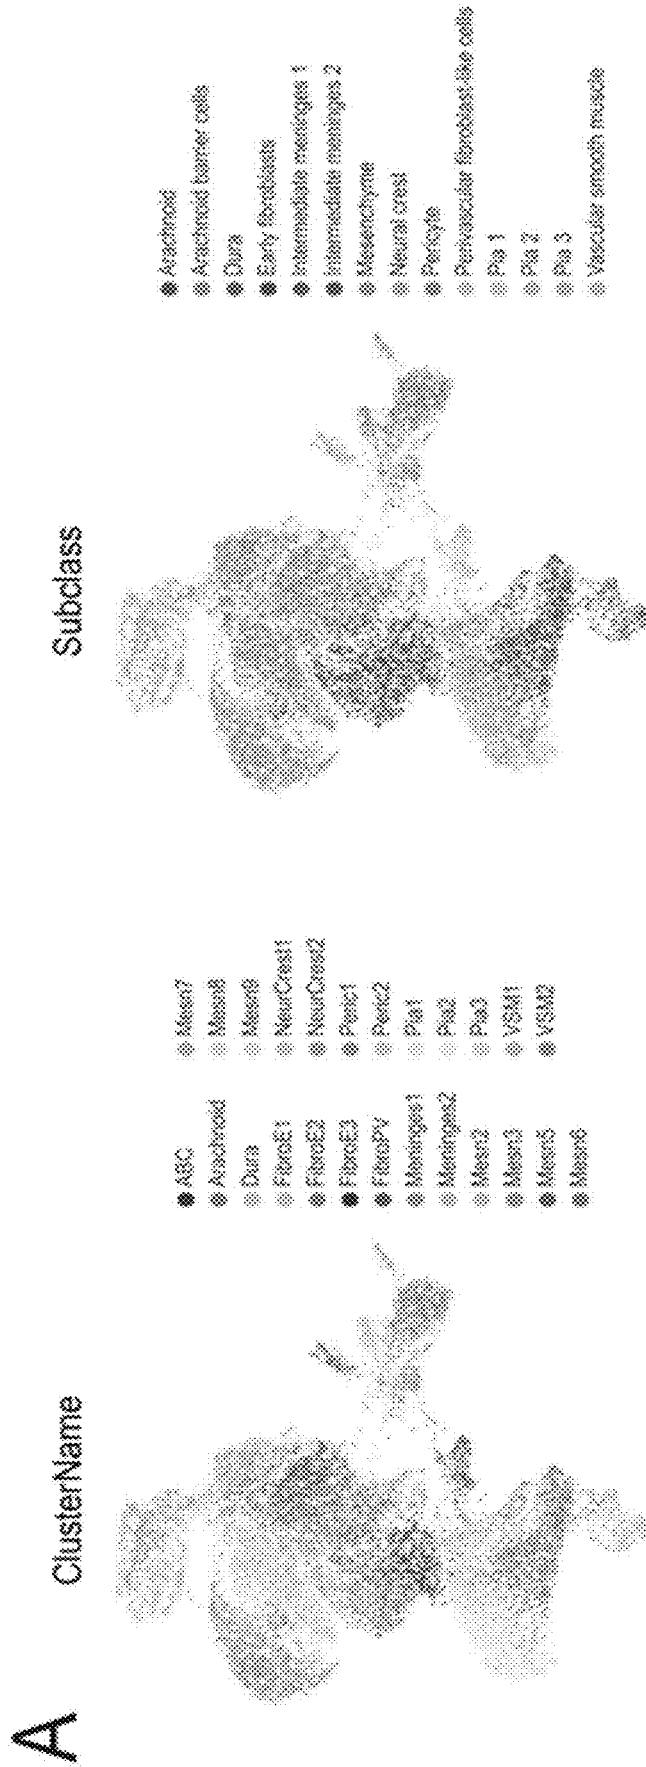 A
ClusterName
ABC
Arachnoid
Dura
FibroE1
FibroE2
FibroE3
FibroPV
Meninges1
Meninges2
Mesn2
Mesn3
Mesn5
Mesn6
Mesn7
Mesn8
Mesn9
NeurCrest1
NeurCrest2
Peric1
Peric2
Pia1
Pia2
Pia3
VSM1
VSM2
Subclass
Arachnoid
Arachnoid barrier cells
Dura
Early fibroblasts
Intermediate meninges 1
Intermediate meninges 2
Mesenchyme
Neural crest
Pericyte
Perivascular fibroblast-like cells
Pia 1
Pia 2
Pia 3
Vascular smooth muscle